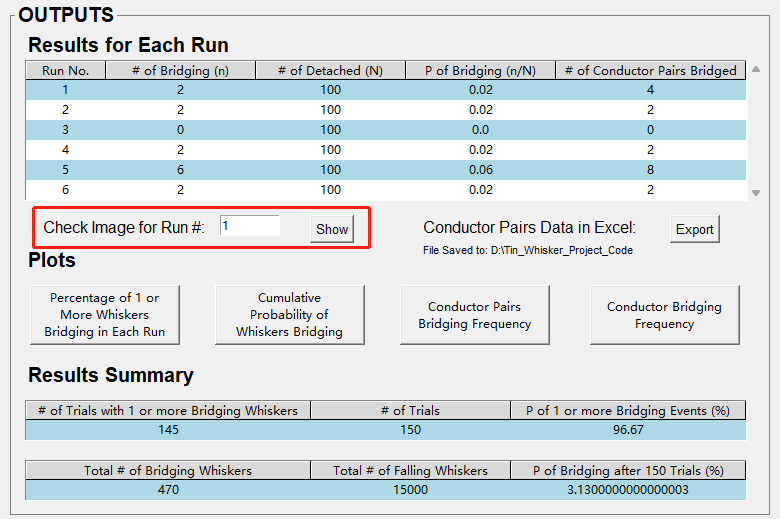 OUTPUTS
Results for Each Run
Run No. # of Bridging (n) # of Detached (N) P of Bridging (n/N) # of Conductor Pairs Bridged
1 2 100 0.02 4
2 2 100 0.02 2
3 0 100 0.0 0
4 2 100 0.02 2
5 6 100 0.06 8
6 2 100 0.02 2
Check Image for Run #: 1 Show Conductor Pairs Data in Excel: Export
File Saved to: D:\Tin_Whisker_Project_Code
Plots
Percentage of 1 or
More Whiskers
Bridging in Each Run
Cumulative
Probability of
Whiskers Bridging
Conductor Pairs
Bridging Frequency
Conductor Bridging
Frequency
Results Summary
# of Trials with 1 or more Bridging Whiskers # of Trials P of 1 or more Bridging Events (%)
145 150 96.67
Total # of Bridging Whiskers Total # of Falling Whiskers P of Bridging after 150 Trials (%)
470 15000 3.1300000000000003